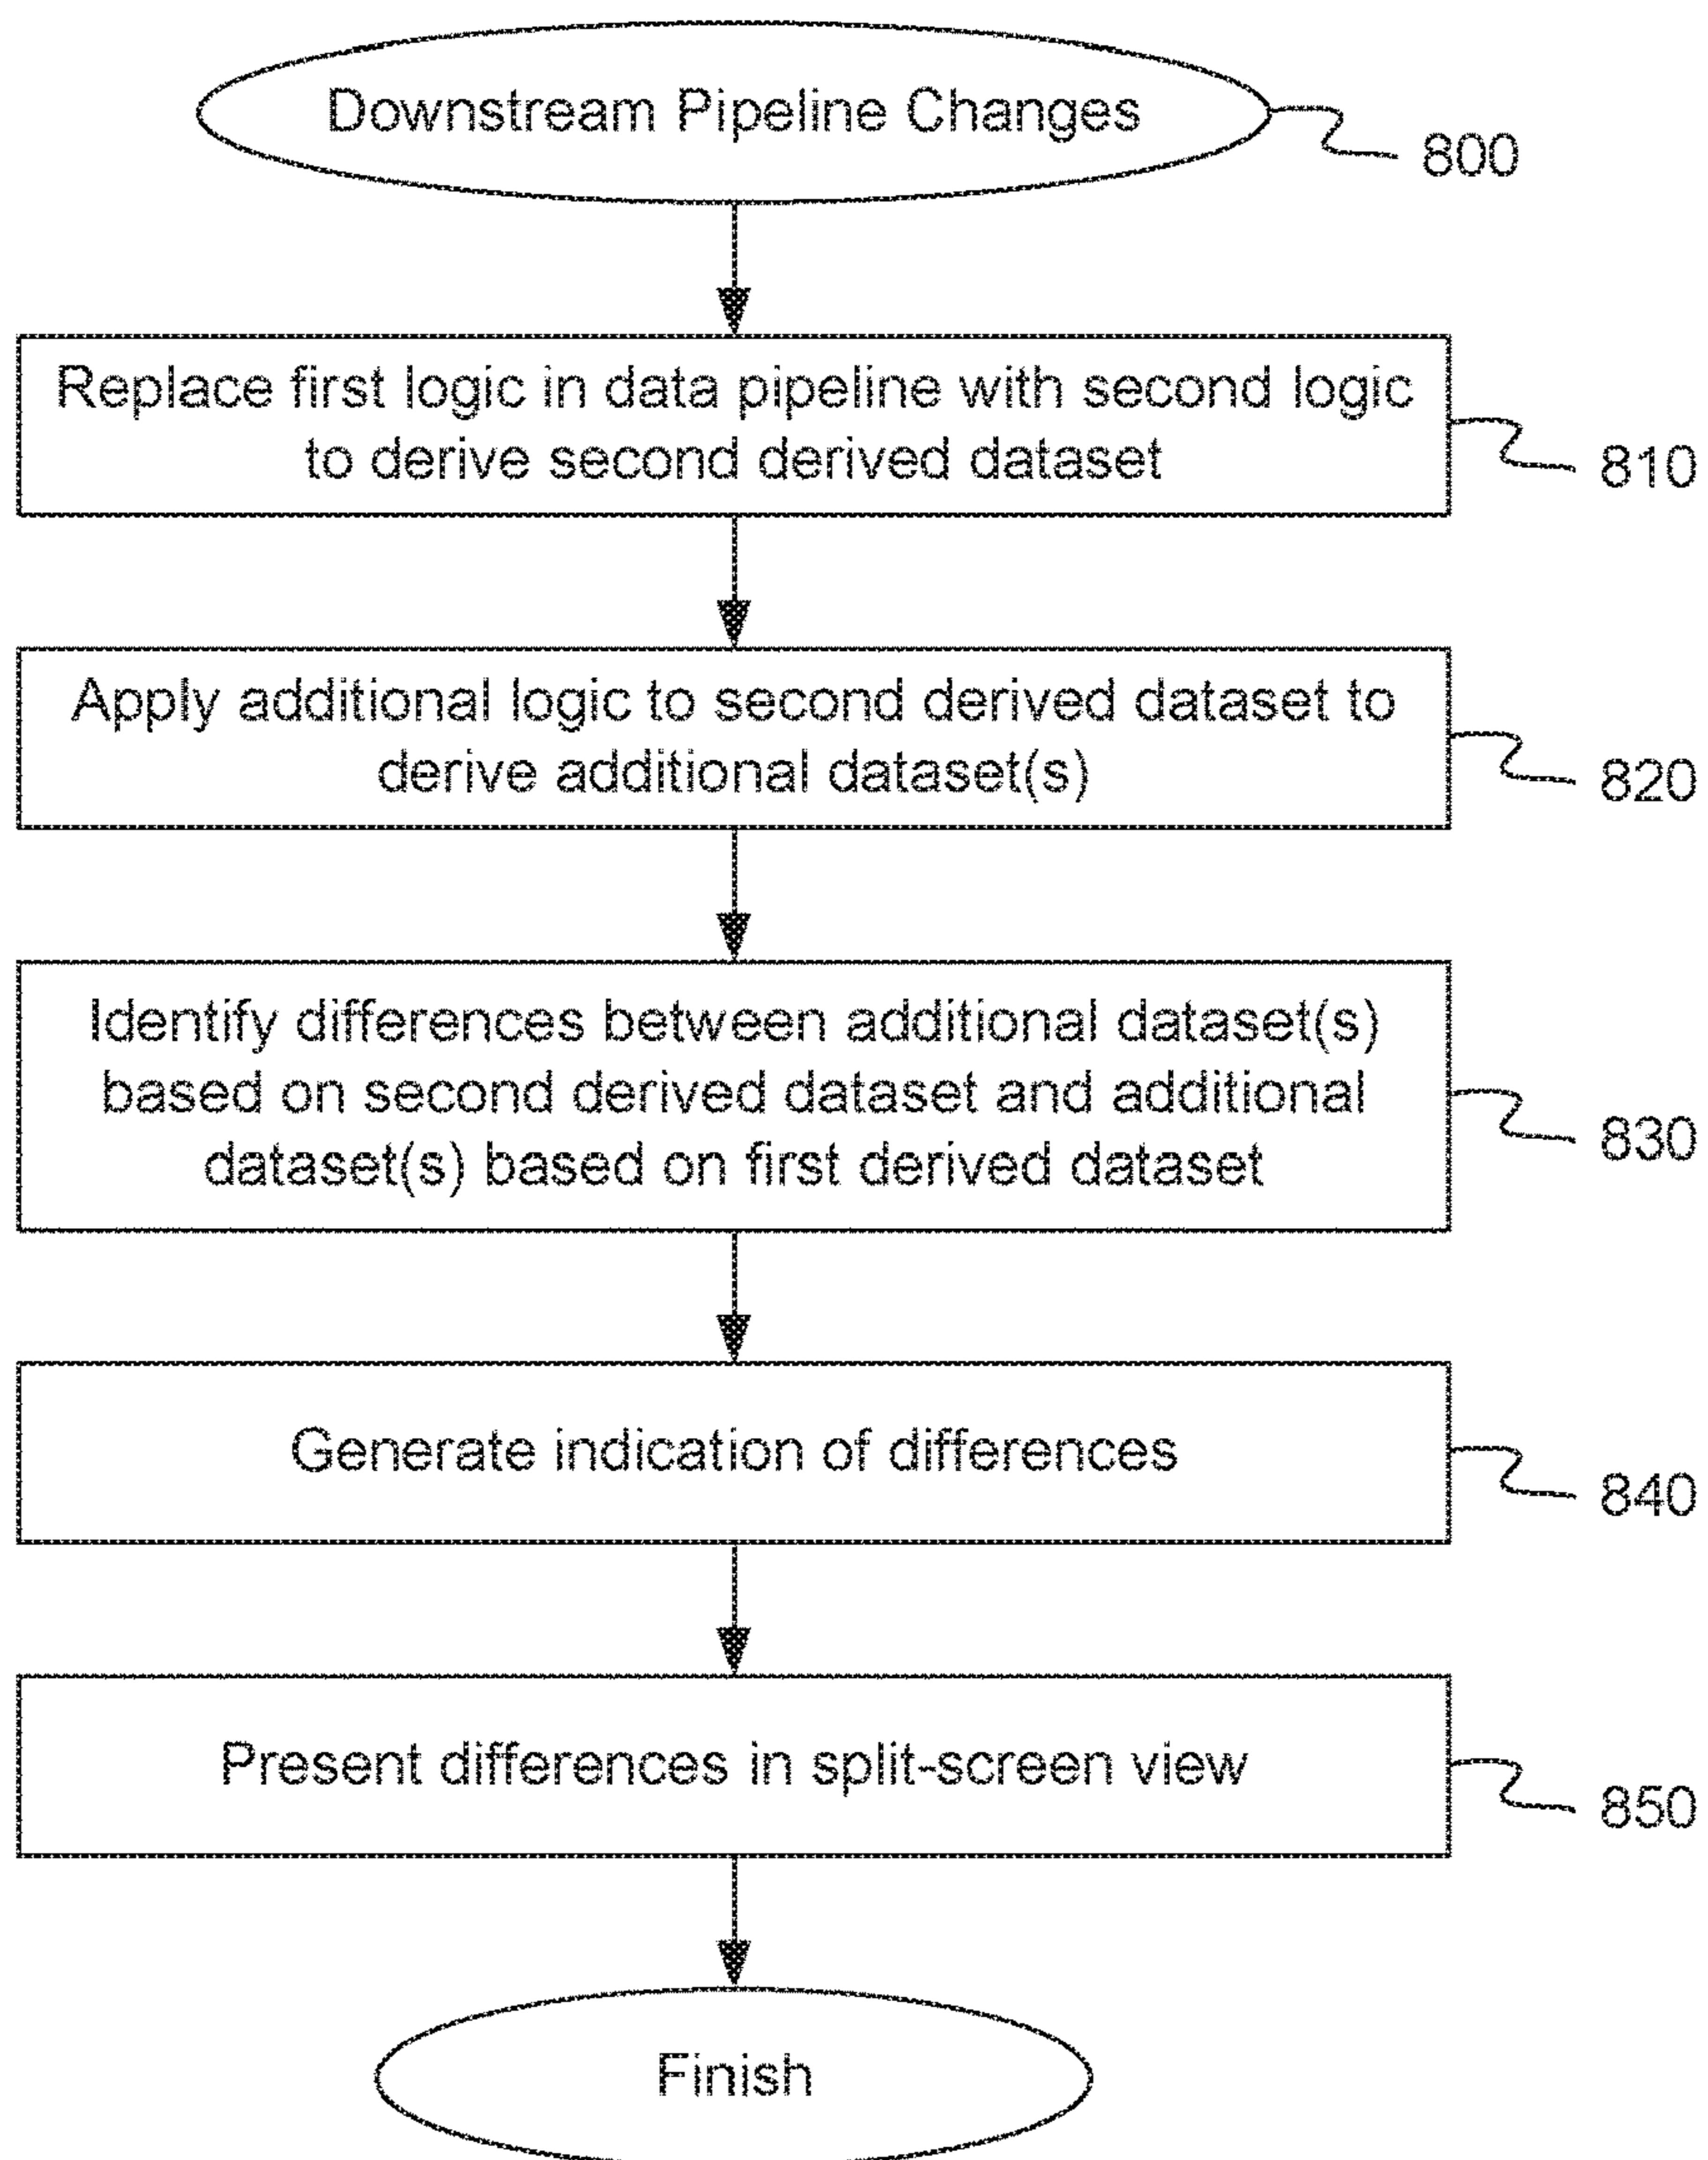 Downstream Pipeline Changes
800
Replace first logic in data pipeline with second logic
to derive second derived dataset
810
Apply additional logic to second derived dataset to
derive additional dataset(s)
820
Identify differences between additional dataset(s)
based on second derived dataset and additional
dataset(s) based on first derived dataset
830
Generate indication of differences
840
Present differences in split-screen view
850
Finish